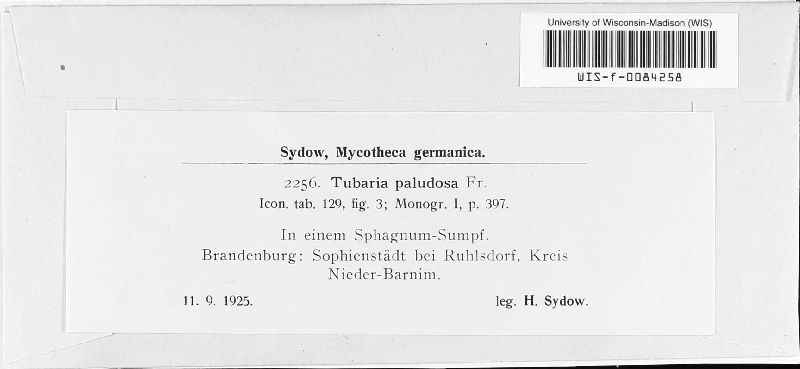 University of Wisconsin-Madison (WIS)
WIS-f-0084258
Sydow, Mycotheca germanica.
2256. Tubaria paludosa Fr.
Icon. tab. 129, fig. 3; Monogr. I, p. 397.
In einem Sphagnum-Sumpf.
Brandenburg: Sophienstädt bei Ruhlsdorf, Kreis
Nieder-Barnim.
11. 9. 1925. leg. H. Sydow.